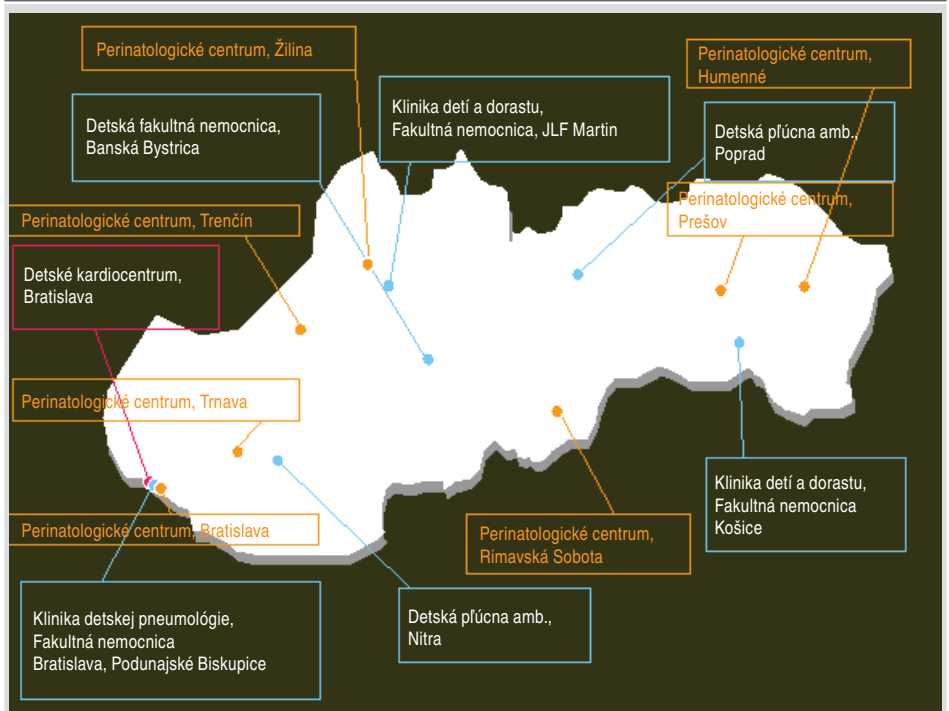 Perinatologické centrum, Žilina
Perinatologické centrum,
Humenné
Klinika detí a dorastu,
Fakultná nemocnica, JLF Martin
Detská fakultná nemocnica,
Banská Bystrica
Detská pľúcna amb.,
Poprad
Perinatologické centrum,
Prešov
Perinatologické centrum, Trenčín
Detské kardiocentrum,
Bratislava
Perinatologické centrum, Trnava
Klinika detí a dorastu,
Fakultná nemocnica
Košice
Perinatologické centrum, Bratislava
Perinatologické centrum,
Rimavská Sobota
Klinika detskej pneumológie,
Fakultná nemocnica
Bratislava, Podunajské Biskupice
Detská pľúcna amb.,
Nitra